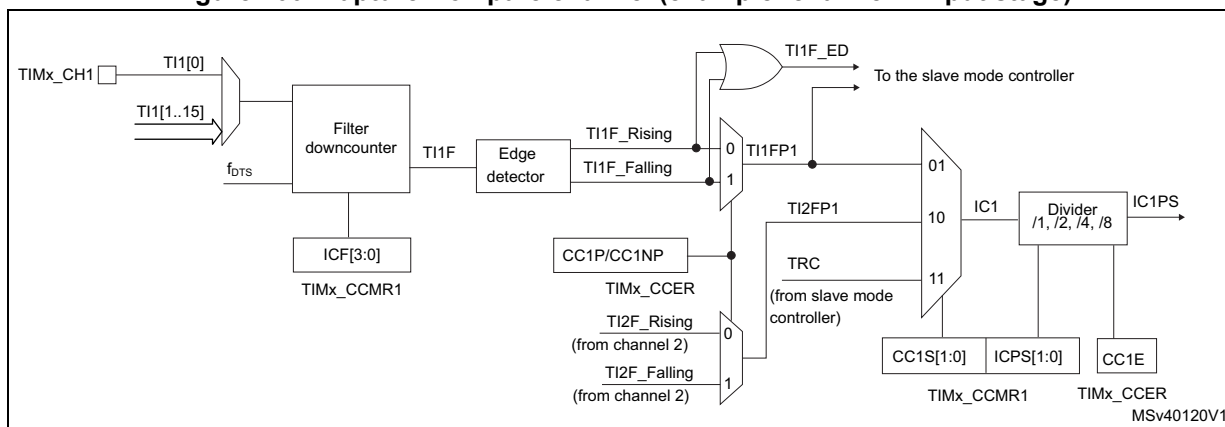 TI1F_ED
TI1[0]
TIMx_CH1
To the slave mode controller
TI1[1..15]
Filter
downcounter
TI1F
Edge
detector
TI1F_Rising
TI1F_Falling
0
1
TI1FP1
01
fDTS
TI2FP1
10
IC1
Divider
/1, /2, /4, /8
IC1PS
ICF[3:0]
TIMx_CCMR1
CC1P/CC1NP
TIMx_CCER
TRC
11
(from slave mode
controller)
TI2F_Rising
0
(from channel 2)
TI2F_Falling
1
(from channel 2)
CC1S[1:0]
ICPS[1:0]
CC1E
TIMx_CCMR1
TIMx_CCER
MSv40120V1